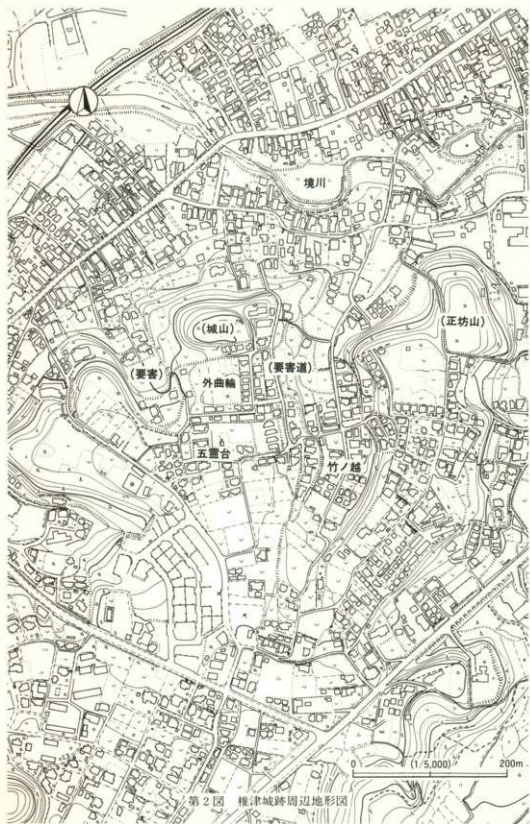 境川
(正坊山)
(城山)
(要害)
外曲輪
(要害道)
五霊台
竹ノ越
0
(1/5,000)
200m
第2図 椎津城跡周辺地形図